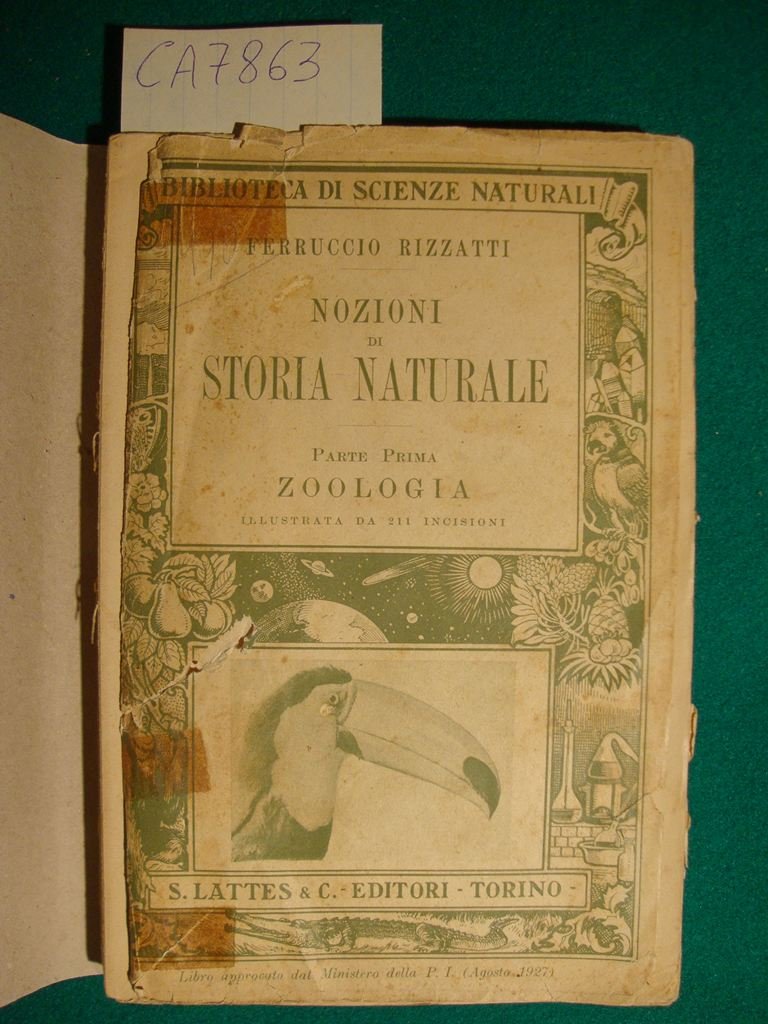 CA7863
BIBLIOTECA DI SCIENZE NATURALI
FERRUCCIO RIZZATTI
NOZIONI
DI
STORIA NATURALE
PARTE PRIMA
ZOOLOGIA
ILLUSTRATA DA 211 INCISIONI
S. LATTES & C. - EDITORI - TORINO -
Libro approvato dal Ministero della P. I. (Agosto 1927)